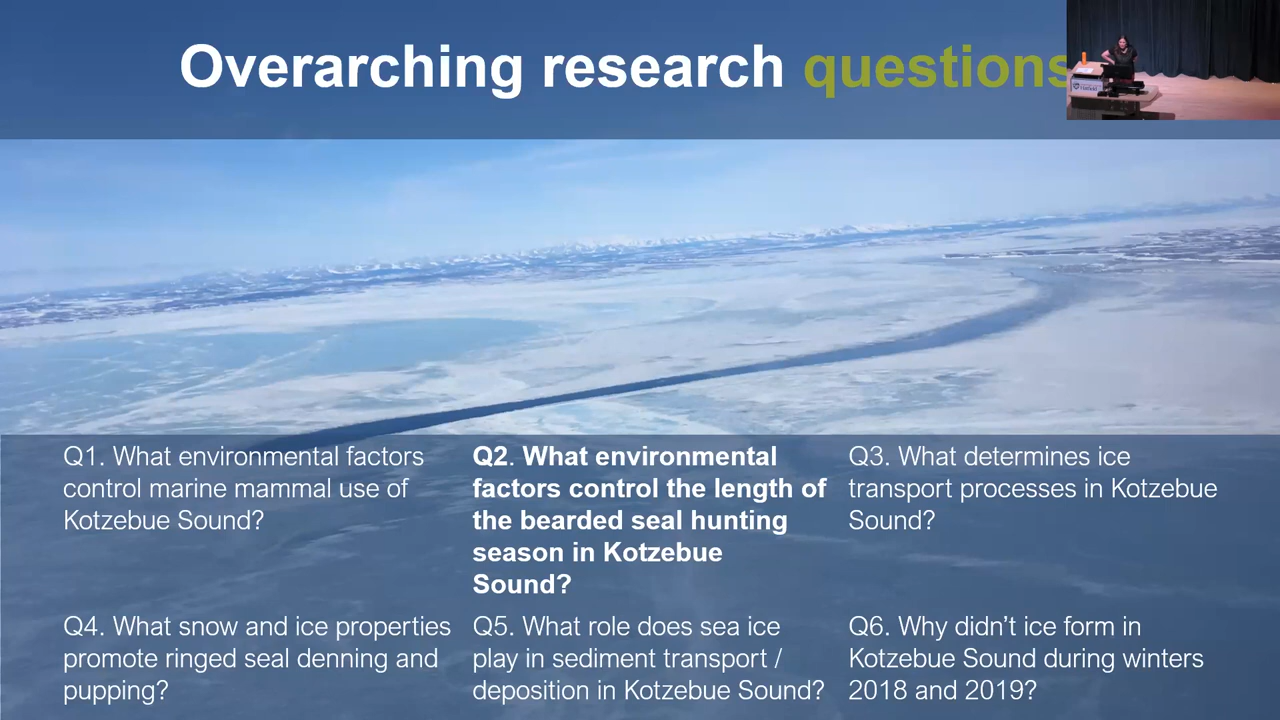 Overarching research questions
Q1. What environmental factors
control marine mammal use of
Kotzebue Sound?
Q2. What environmental
factors control the length of
the bearded seal hunting
season in Kotzebue
Sound?
Q3. What determines ice
transport processes in Kotzebue
Sound?
Q4. What snow and ice properties
promote ringed seal denning and
pupping?
Q5. What role does sea ice
play in sediment transport /
deposition in Kotzebue Sound?
Q6. Why didn’t ice form in
Kotzebue Sound during winters
2018 and 2019?